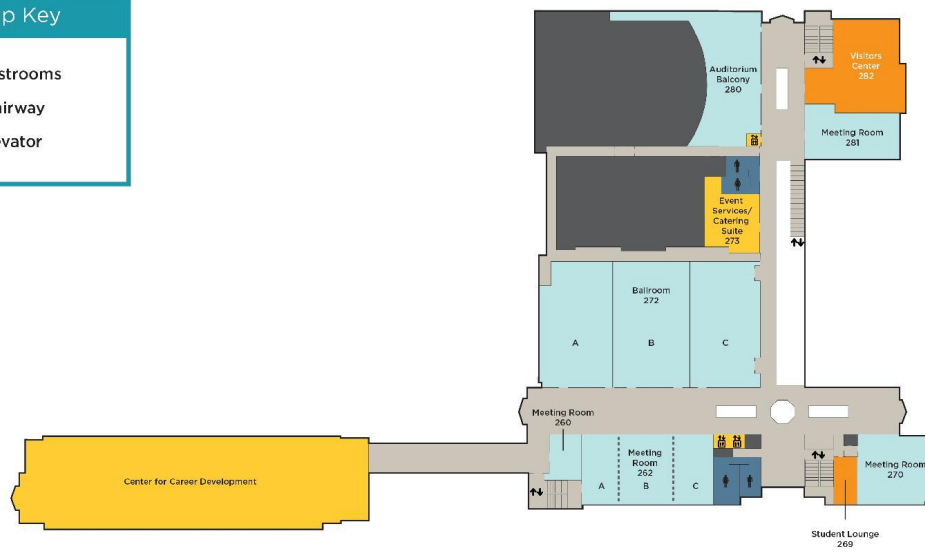 p Key
strooms
irway
vator
Auditorium
Balcony
280
Visitors
Center
282
Meeting Room
281
Event
Services/
Catering
Suite
273
Ballroom
272
A
B
C
Meeting Room
260
Meeting
Room
262
A
B
C
Meeting Room
270
Center for Career Development
Student Lounge
269